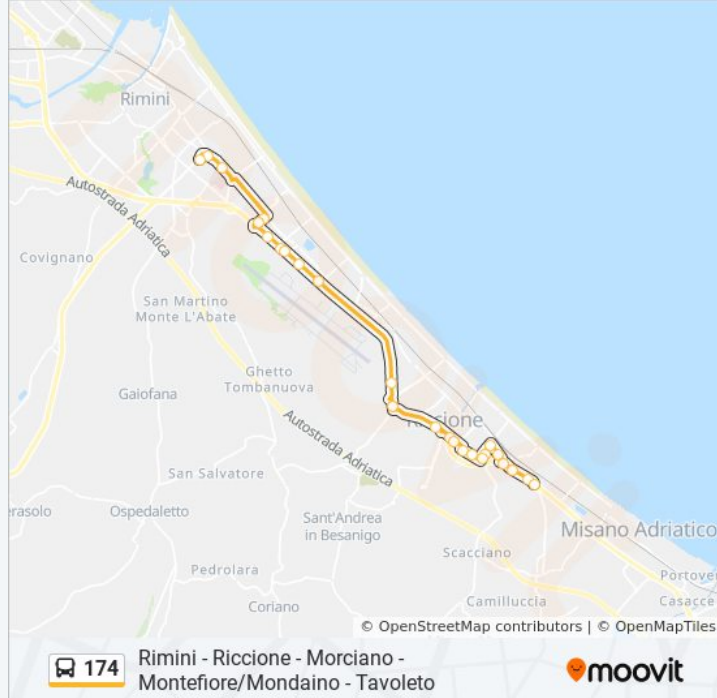 Rimini
Autostrada Adriatica
Covignano
San Martino
Monte L'Abate
Ghetto
Tombanuova
Gaiofana
Riccione
Autostrada Adriatica
San Salvatore
erasolo
Ospedaletto
Sant'Andrea
in Besanigo
Misano Adriatico
Scacciano
Pedrolara
Portover
Camilluccia
Casacce
Coriano
© OpenStreetMap contributors | © OpenMapTiles
174
Rimini - Riccione - Morciano -
Montefiore/Mondaino - Tavoleto
moovit